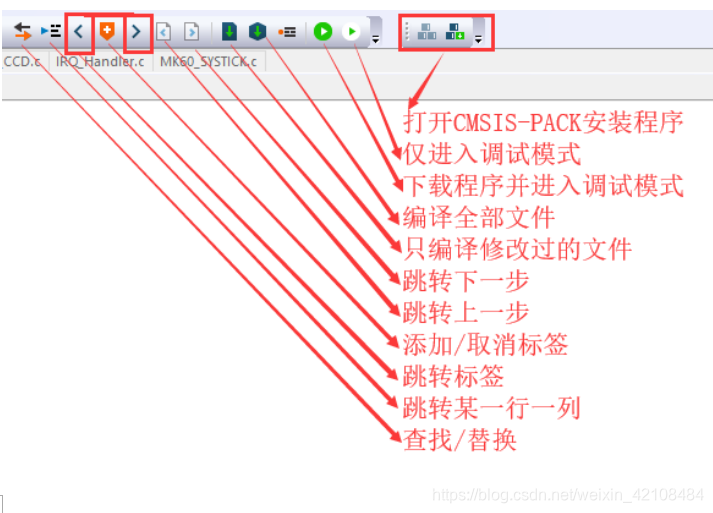 _CCD.c IRQ_Handler.c MK60_SYSTICK.c
打开CMSIS-PACK安装程序
仅进入调试模式
下载程序并进入调试模式
编译全部文件
只编译修改过的文件
跳转下一步
跳转上一步
添加/取消标签
跳转标签
跳转某一行一列
查找/替换
https://blog.csdn.net/weixin_42108484